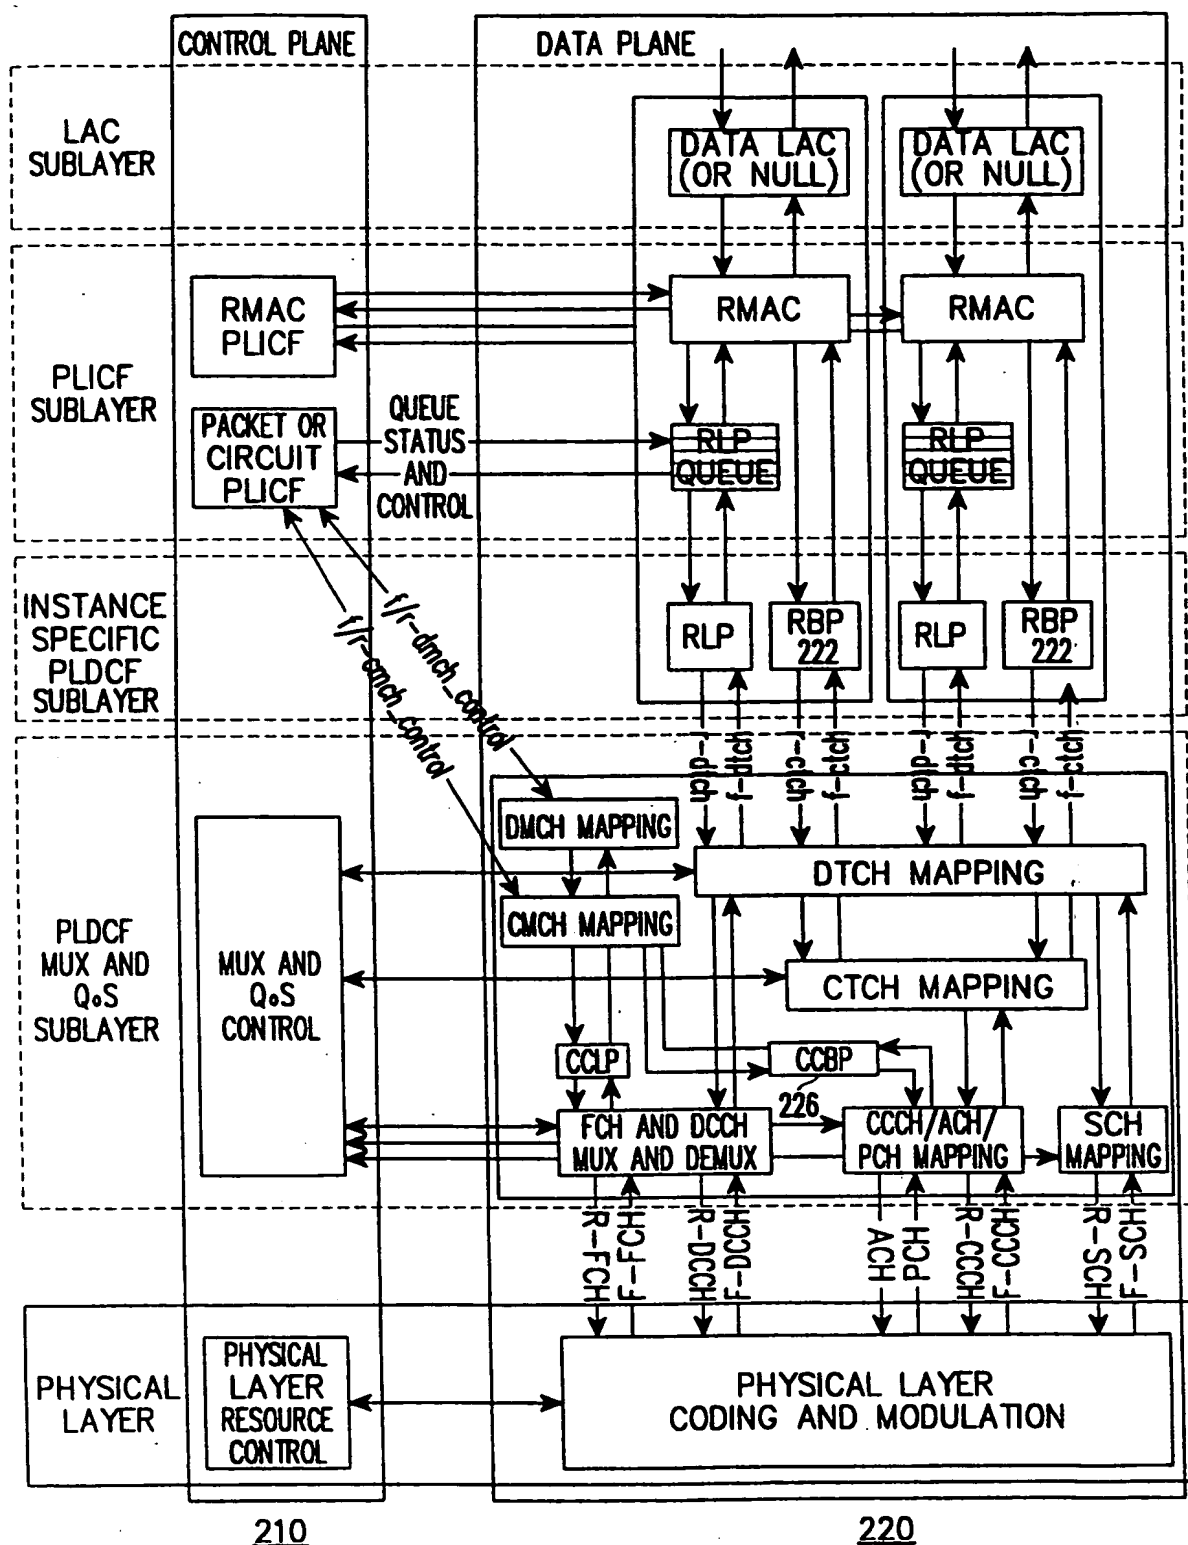 CONTROL PLANE
DATA PLANE
LAC
SUBLAYER
DATA LAC
(OR NULL)
DATA LAC
(OR NULL)
PLICF
SUBLAYER
RMAC
PLICF
RMAC
RMAC
PACKET OR
CIRCUIT
PLICF
QUEUE
STATUS
AND
CONTROL
RLP
QUEUE
RLP
QUEUE
INSTANCE
SPECIFIC
PLDCF
SUBLAYER
f/r-dmch_control
f/r-cmch_control
RLP
RBP
222
RLP
RBP
222
r-dtch
f-dtch
r-ctch
f-ctch
r-dtch
f-dtch
r-ctch
f-ctch
PLDCF
MUX AND
QoS
SUBLAYER
MUX AND
QoS
CONTROL
DMCH MAPPING
DTCH MAPPING
CMCH MAPPING
CTCH MAPPING
CCLP
CCBP
226
FCH AND DCCH
MUX AND DEMUX
CCCH/ACH/
PCH MAPPING
SCH
MAPPING
R-FCH
F-FCH
R-DCCH
F-DCCH
ACH
PCH
R-CCCH
F-CCCH
R-SCH
F-SCH
PHYSICAL
LAYER
PHYSICAL
LAYER
RESOURCE
CONTROL
PHYSICAL LAYER
CODING AND MODULATION
210
220